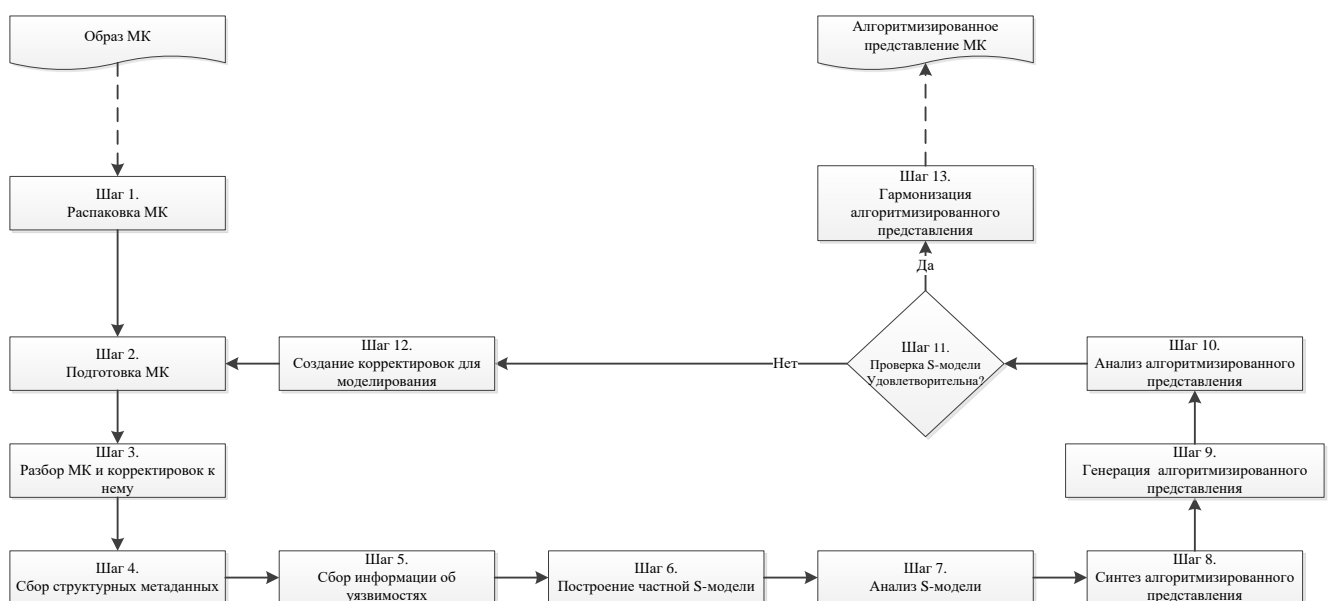 Образ МК
Алгоритмизированное
представление МК
Шаг 1.
Распаковка МК
Шаг 13.
Гармонизация
алгоритмизированного
представления
Да
Шаг 2.
Подготовка МК
Шаг 12.
Создание корректировок для
моделирования
Нет
Шаг 11.
Проверка S-модели
Удовлетворительна?
Шаг 10.
Анализ алгоритмизированного
представления
Шаг 3.
Разбор МК и корректировок к
нему
Шаг 9.
Генерация алгоритмизированного
представления
Шаг 4.
Сбор структурных метаданных
Шаг 5.
Сбор информации об
уязвимостях
Шаг 6.
Построение частной S-модели
Шаг 7.
Анализ S-модели
Шаг 8.
Синтез алгоритмизированного
представления